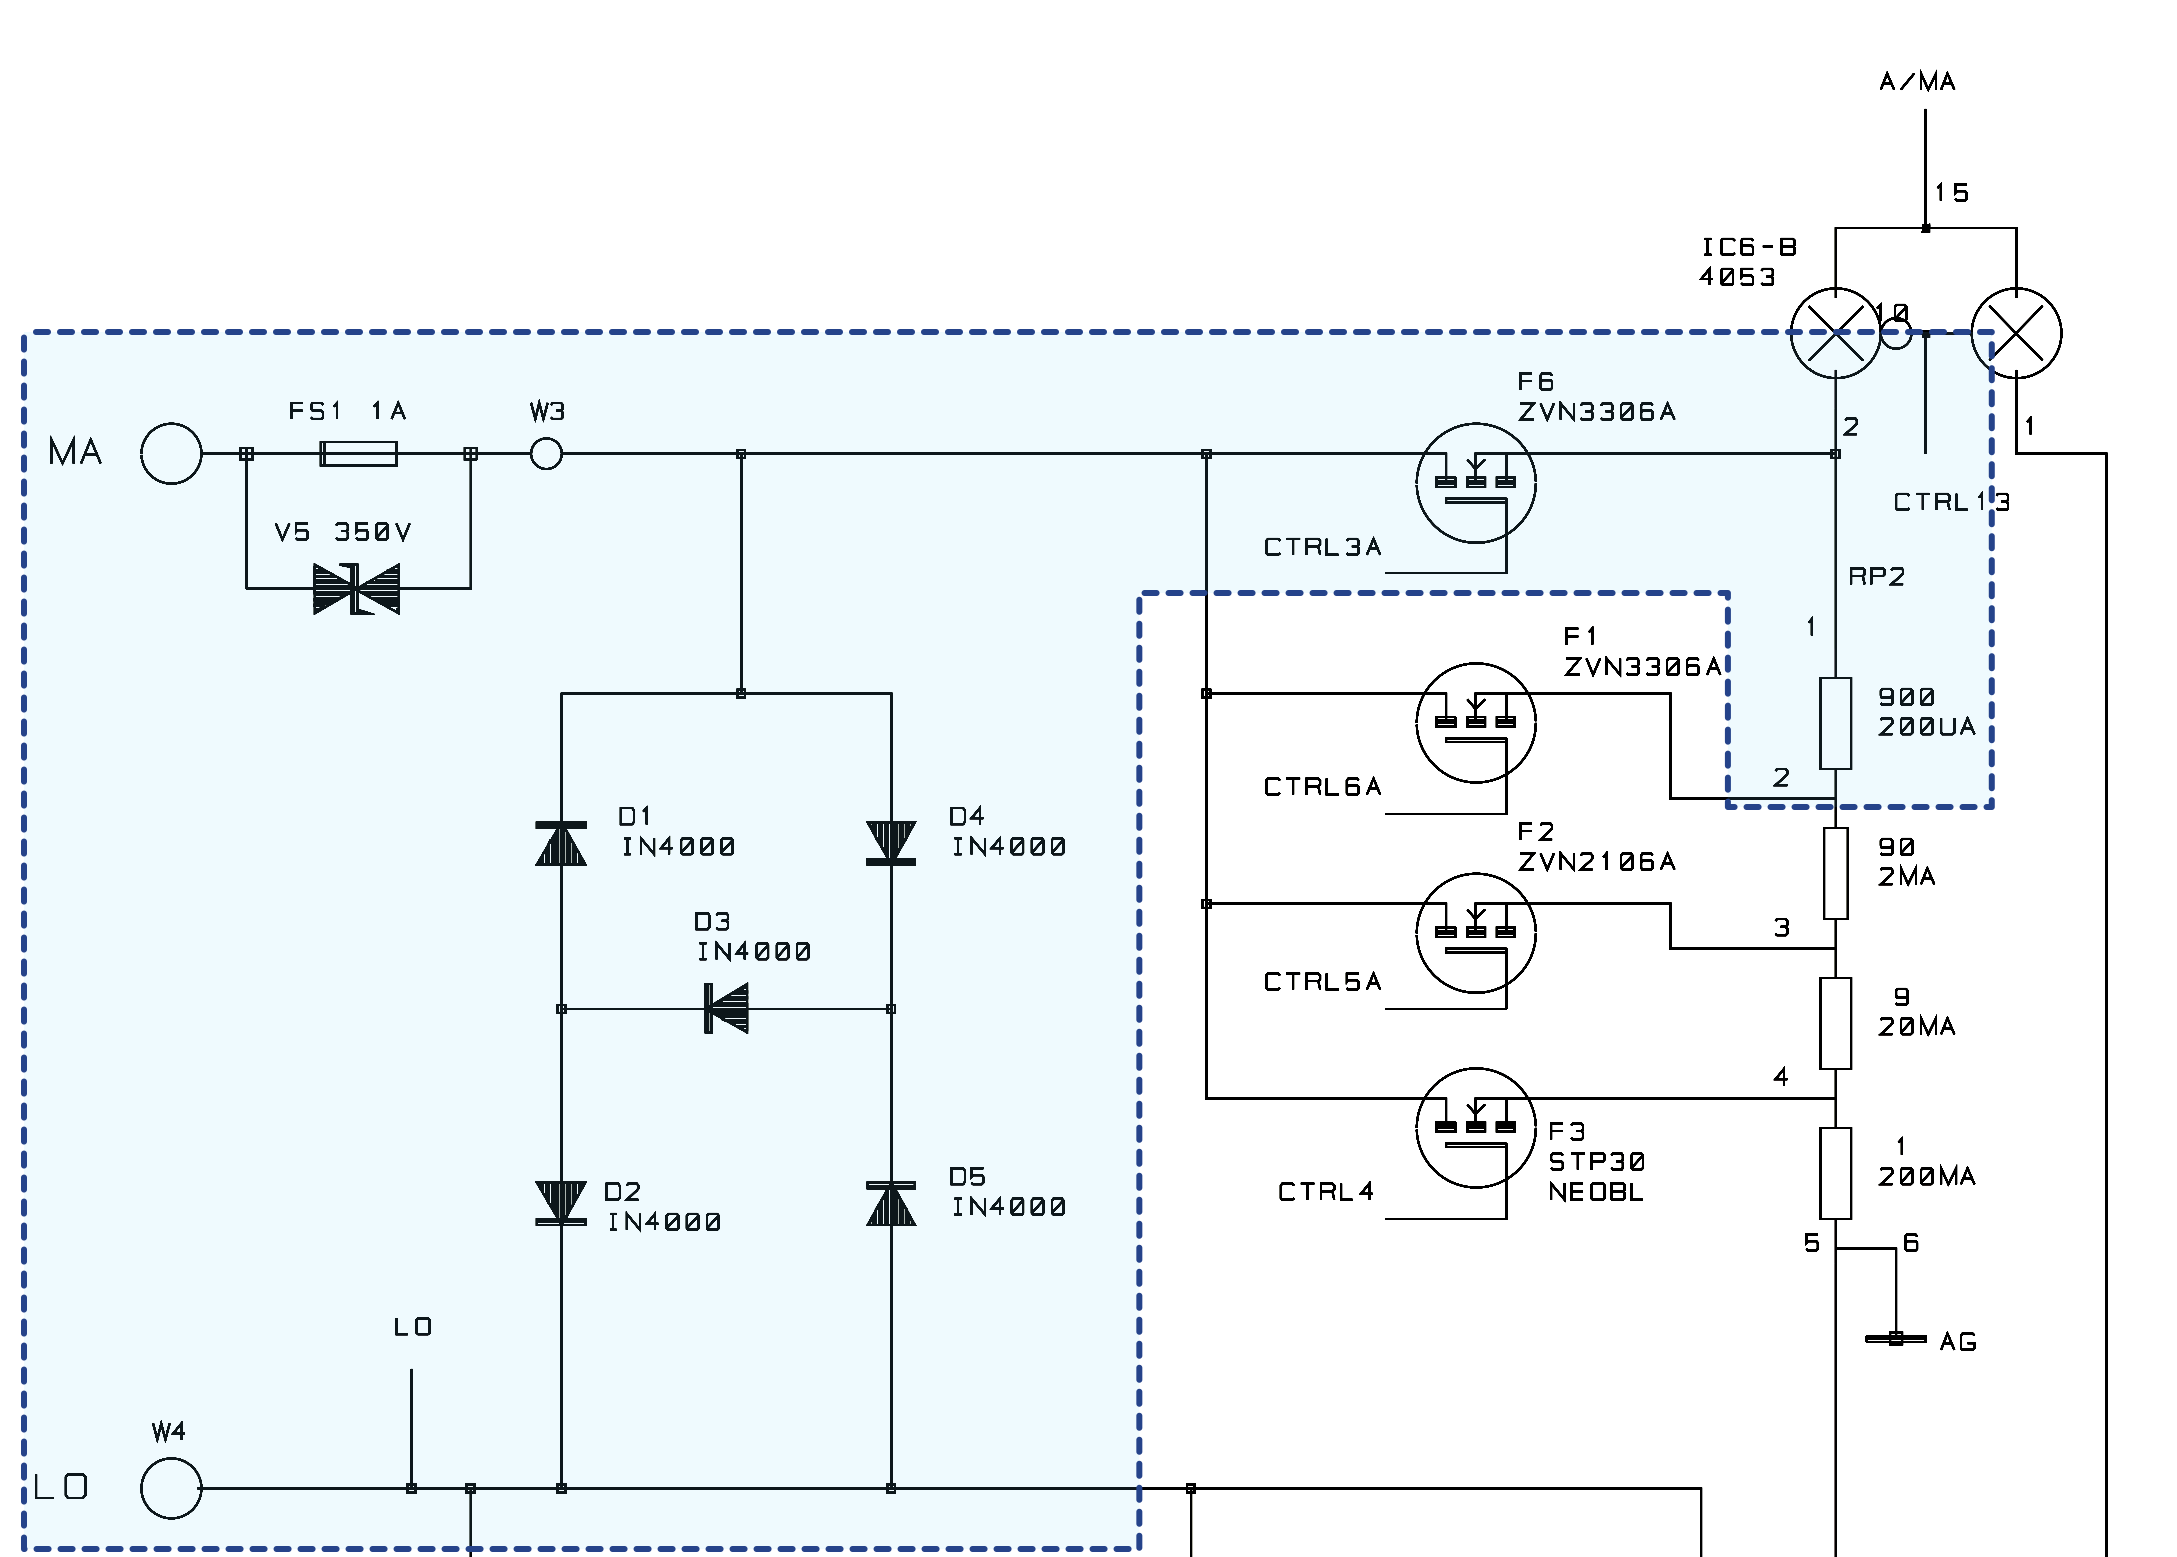 A/MA
15
IC6-B
4053
10
F6
ZVN3306A
FS1 1A
W3
MA
2
1
CTRL13
V5 350V
CTRL3A
RP2
1
F1
ZVN3306A
900
200UA
2
CTRL6A
D1
IN4000
D4
IN4000
F2
ZVN2106A
90
2MA
D3
IN4000
3
CTRL5A
9
20MA
4
F3
STP30
NEOBL
1
200MA
D2
IN4000
D5
IN4000
CTRL4
5
6
LO
AG
W4
LO